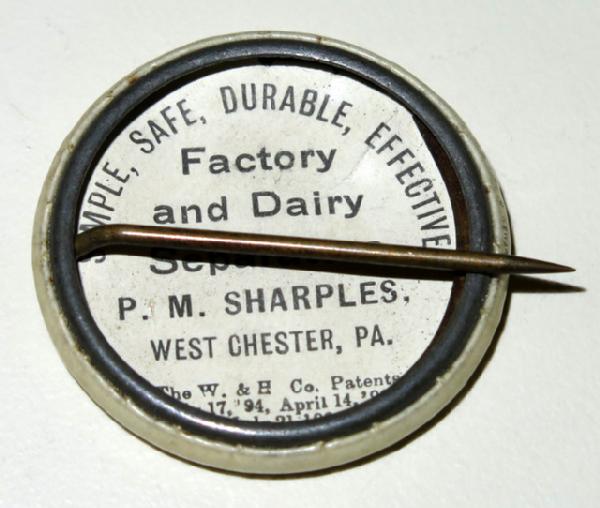 SIMPLE, SAFE, DURABLE, EFFECTIVE
Factory
and Dairy
P. M. SHARPLES,
WEST CHESTER, PA.
The W. & H Co. Patents
17, '94, April 14,